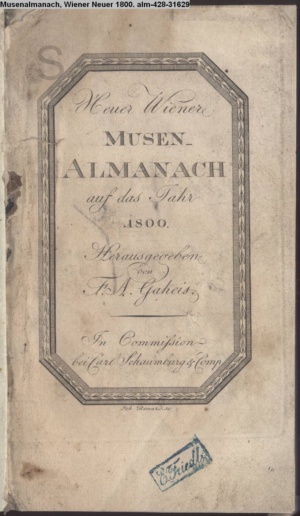 Musenalmanach, Wiener Neuer 1800. alm-428-31629
S
Neuer Wiener
MUSEN-
ALMANACH
auf das Jahr
1800.
Herausgegeben
von
F. A. Gaheis.
In Commission
bei Carl Schaumburg & Comp.
E. Friedl